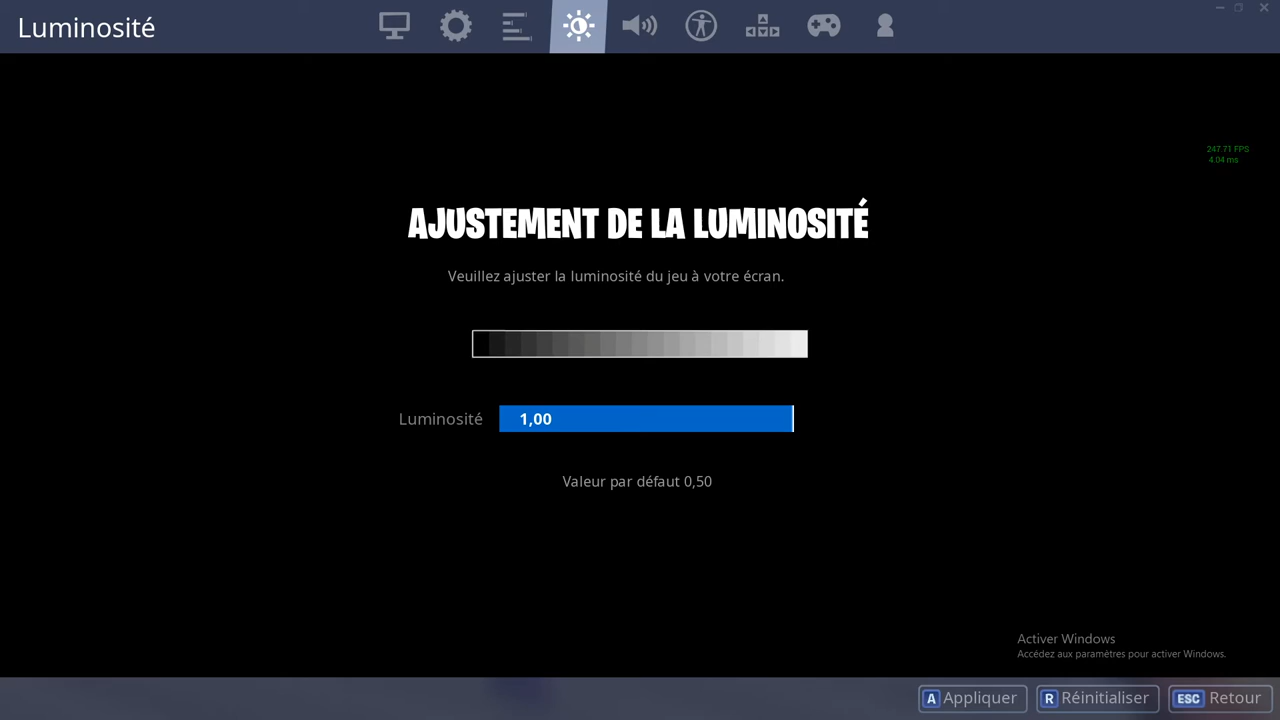 Luminosité
247.71 FPS
4.04 ms
AJUSTEMENT DE LA LUMINOSITÉ
Veuillez ajuster la luminosité du jeu à votre écran.
Luminosité 1,00
Valeur par défaut 0,50
Activer Windows
Accédez aux paramètres pour activer Windows.
A Appliquer R Réinitialiser ESC Retour